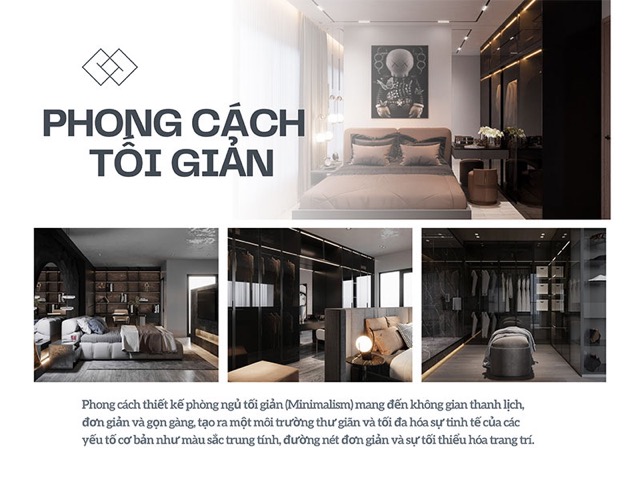 PHONG CÁCH
TỐI GIẢN
Phong cách thiết kế phòng ngủ tối giản (Minimalism) mang đến không gian thanh lịch,
đơn giản và gọn gàng, tạo ra một môi trường thư giãn và tối đa hóa sự tinh tế của các
yếu tố cơ bản như màu sắc trung tính, đường nét đơn giản và sự tối thiểu hóa trang trí.